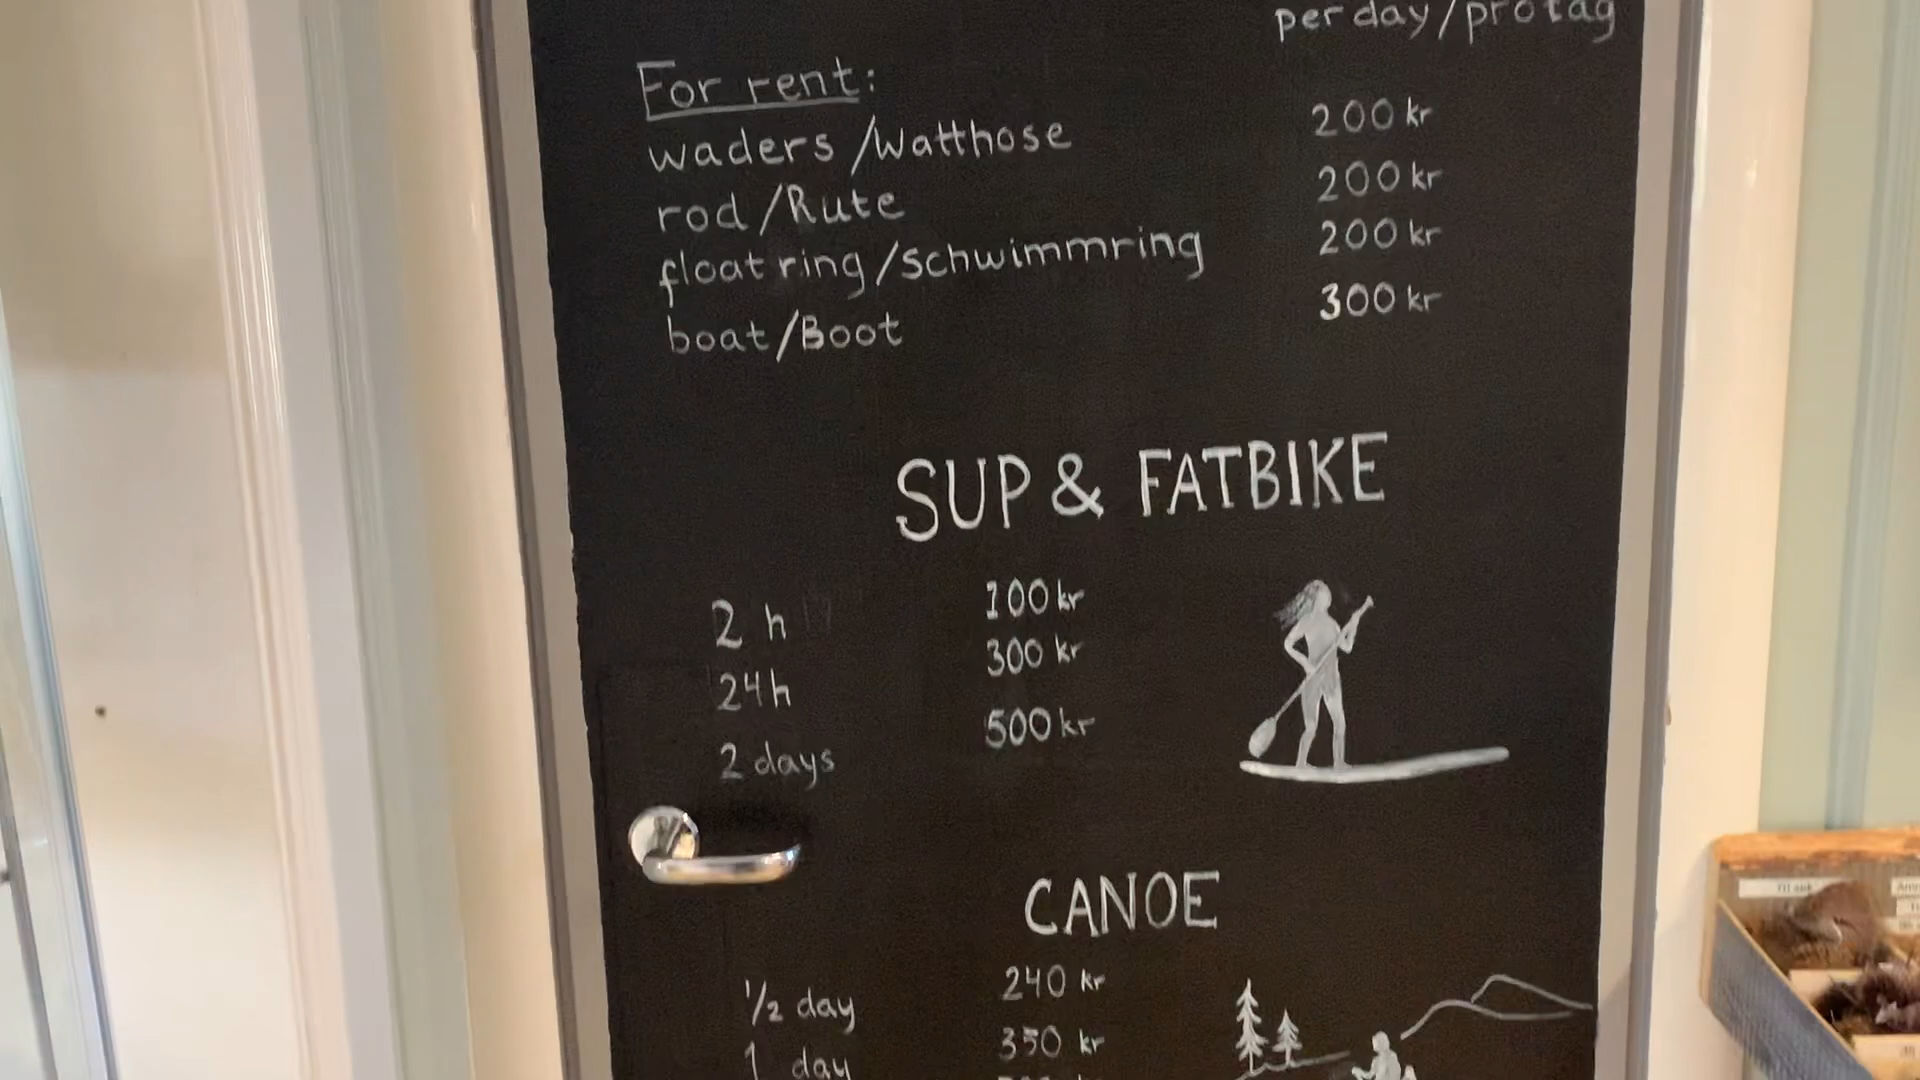 per day/pro tag
For rent:
waders /Watthose 200 kr
rod /Rute 200 kr
float ring /schwimmring 200 kr
boat/Boot 300 kr
SUP & FATBIKE
2 h 100 kr
24h 300 kr
2 days 500 kr
CANOE
1/2 day 240 kr
1 day 350 kr